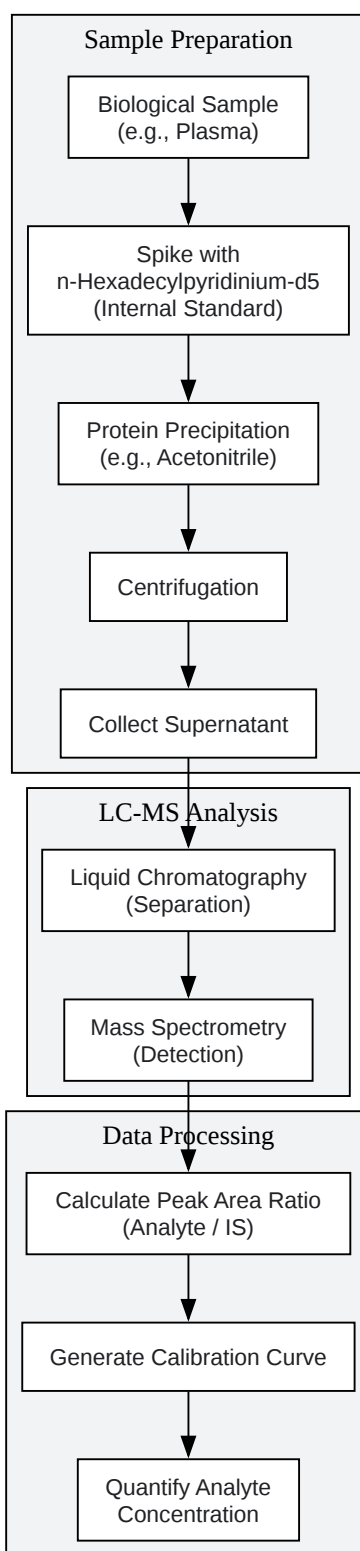 Sample Preparation
Biological Sample
(e.g., Plasma)
Spike with
n-Hexadecylpyridinium-d5
(Internal Standard)
Protein Precipitation
(e.g., Acetonitrile)
Centrifugation
Collect Supernatant
LC-MS Analysis
Liquid Chromatography
(Separation)
Mass Spectrometry
(Detection)
Data Processing
Calculate Peak Area Ratio
(Analyte / IS)
Generate Calibration Curve
Quantify Analyte
Concentration